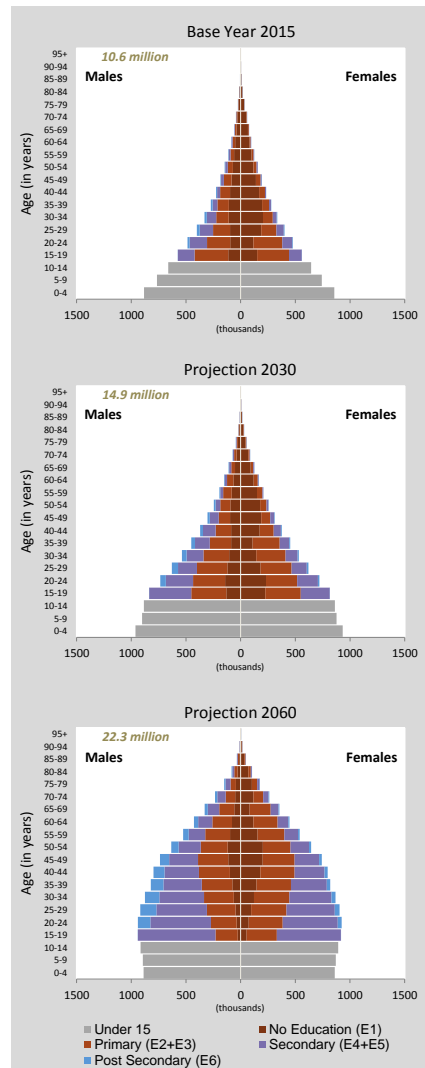 Base Year 2015
10.6 million
Males
Females
Age (in years)
95+
90-94
85-89
80-84
75-79
70-74
65-69
60-64
55-59
50-54
45-49
40-44
35-39
30-34
25-29
20-24
15-19
10-14
5-9
0-4
1500 1000 500 0 500 1000 1500
(thousands)
Projection 2030
14.9 million
Males
Females
Age (in years)
95+
90-94
85-89
80-84
75-79
70-74
65-69
60-64
55-59
50-54
45-49
40-44
35-39
30-34
25-29
20-24
15-19
10-14
5-9
0-4
1500 1000 500 0 500 1000 1500
(thousands)
Projection 2060
22.3 million
Males
Females
Age (in years)
95+
90-94
85-89
80-84
75-79
70-74
65-69
60-64
55-59
50-54
45-49
40-44
35-39
30-34
25-29
20-24
15-19
10-14
5-9
0-4
1500 1000 500 0 500 1000 1500
(thousands)
Under 15 No Education (E1)
Primary (E2+E3) Secondary (E4+E5)
Post Secondary (E6)